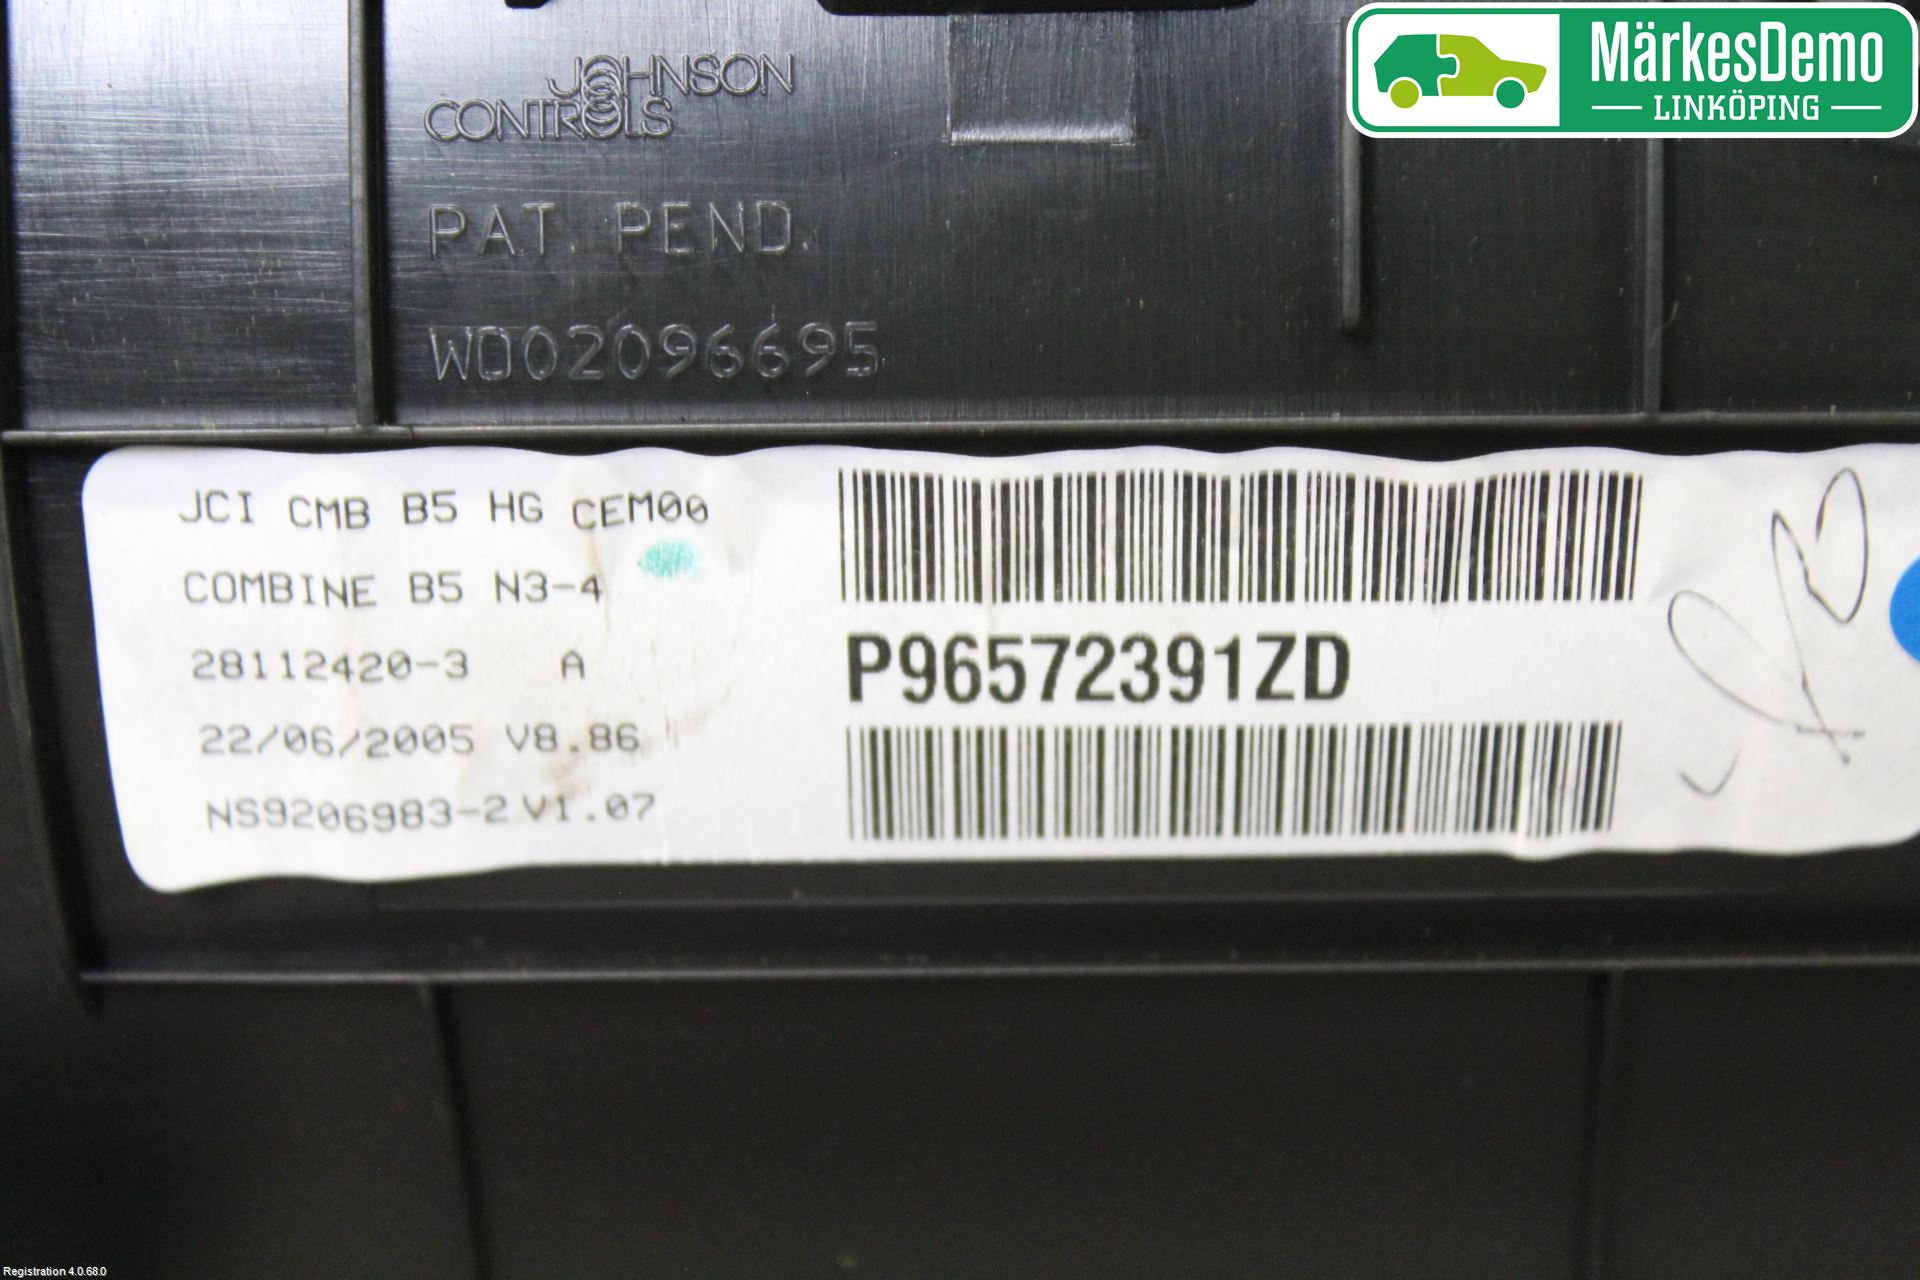 MärkesDemo
LINKÖPING
JOHNSON
CONTROLS
PAT. PEND.
WO02096695
JCI CMB B5 HG CEM00
COMBINE B5 N3-4
28112420-3 A
22/06/2005 V8.86
NS9206983-2 V1.07
P96572391ZD
Registration 4.0.68.0